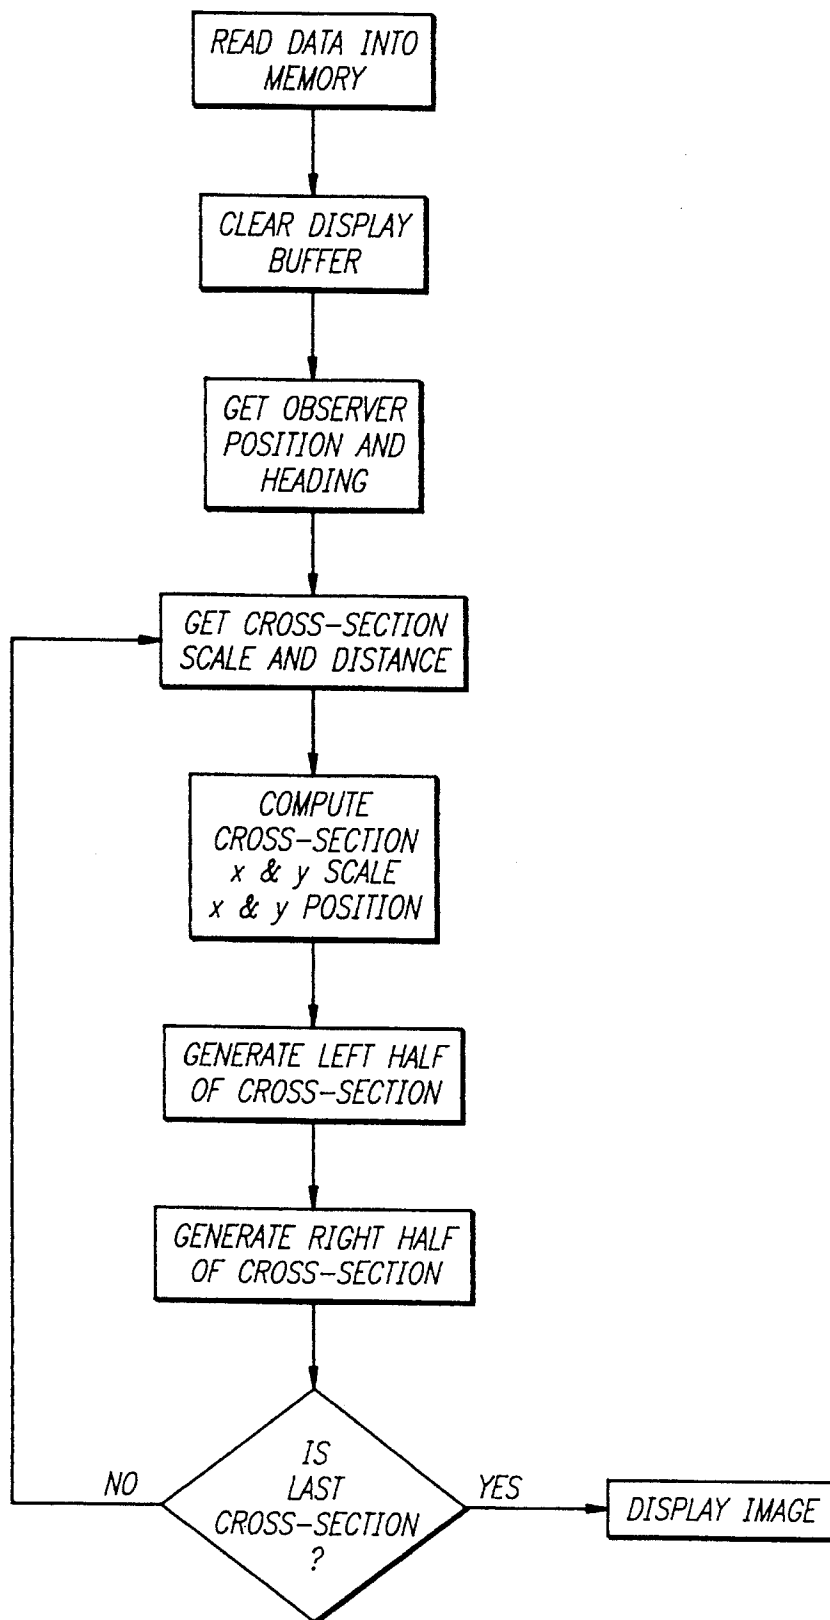 READ DATA INTO
MEMORY
CLEAR DISPLAY
BUFFER
GET OBSERVER
POSITION AND
HEADING
GET CROSS-SECTION
SCALE AND DISTANCE
COMPUTE
CROSS-SECTION
x & y SCALE
x & y POSITION
GENERATE LEFT HALF
OF CROSS-SECTION
GENERATE RIGHT HALF
OF CROSS-SECTION
IS
LAST
CROSS-SECTION
?
NO
YES
DISPLAY IMAGE